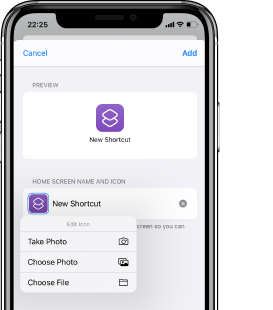 22:25
Cancel
Add
PREVIEW
New Shortcut
HOME SCREEN NAME AND ICON
New Shortcut
creen so you can
Edit Icon
Take Photo
Choose Photo
Choose File